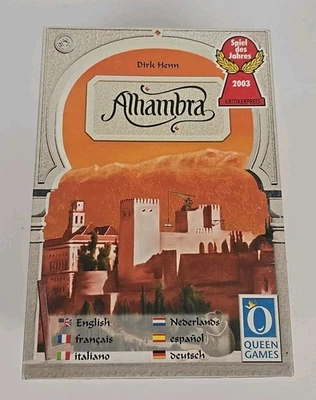 Dirk Henn
Alhambra
Spiel des
Jahres
2003
KRITIKERPREIS
English
Nederlands
français
español
italiano
deutsch
QUEEN
GAMES